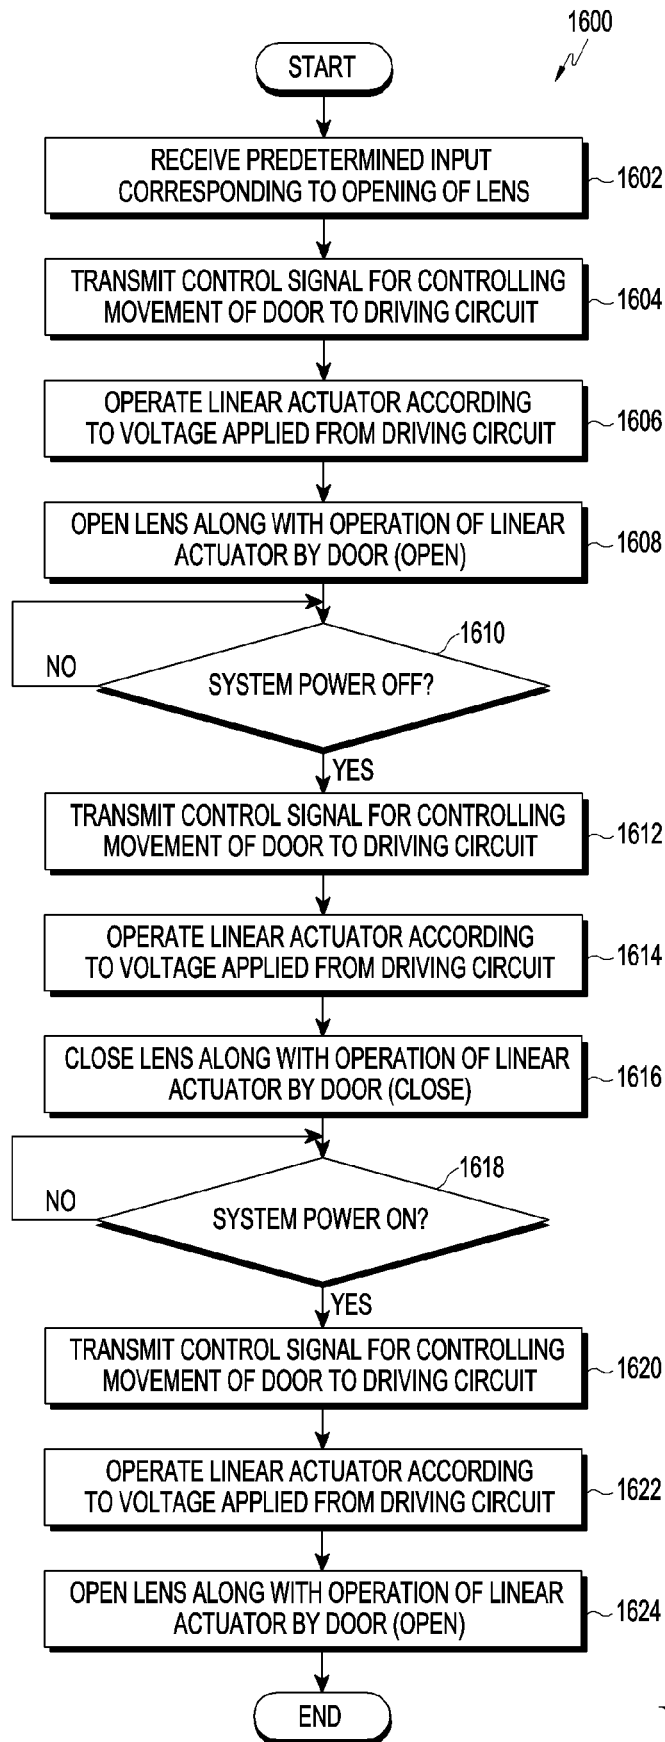 1600
START
RECEIVE PREDETERMINED INPUT
CORRESPONDING TO OPENING OF LENS
1602
TRANSMIT CONTROL SIGNAL FOR CONTROLLING
MOVEMENT OF DOOR TO DRIVING CIRCUIT
1604
OPERATE LINEAR ACTUATOR ACCORDING
TO VOLTAGE APPLIED FROM DRIVING CIRCUIT
1606
OPEN LENS ALONG WITH OPERATION OF LINEAR
ACTUATOR BY DOOR (OPEN)
1608
1610
NO
SYSTEM POWER OFF?
YES
TRANSMIT CONTROL SIGNAL FOR CONTROLLING
MOVEMENT OF DOOR TO DRIVING CIRCUIT
1612
OPERATE LINEAR ACTUATOR ACCORDING
TO VOLTAGE APPLIED FROM DRIVING CIRCUIT
1614
CLOSE LENS ALONG WITH OPERATION OF LINEAR
ACTUATOR BY DOOR (CLOSE)
1616
1618
NO
SYSTEM POWER ON?
YES
TRANSMIT CONTROL SIGNAL FOR CONTROLLING
MOVEMENT OF DOOR TO DRIVING CIRCUIT
1620
OPERATE LINEAR ACTUATOR ACCORDING
TO VOLTAGE APPLIED FROM DRIVING CIRCUIT
1622
OPEN LENS ALONG WITH OPERATION OF LINEAR
ACTUATOR BY DOOR (OPEN)
1624
END